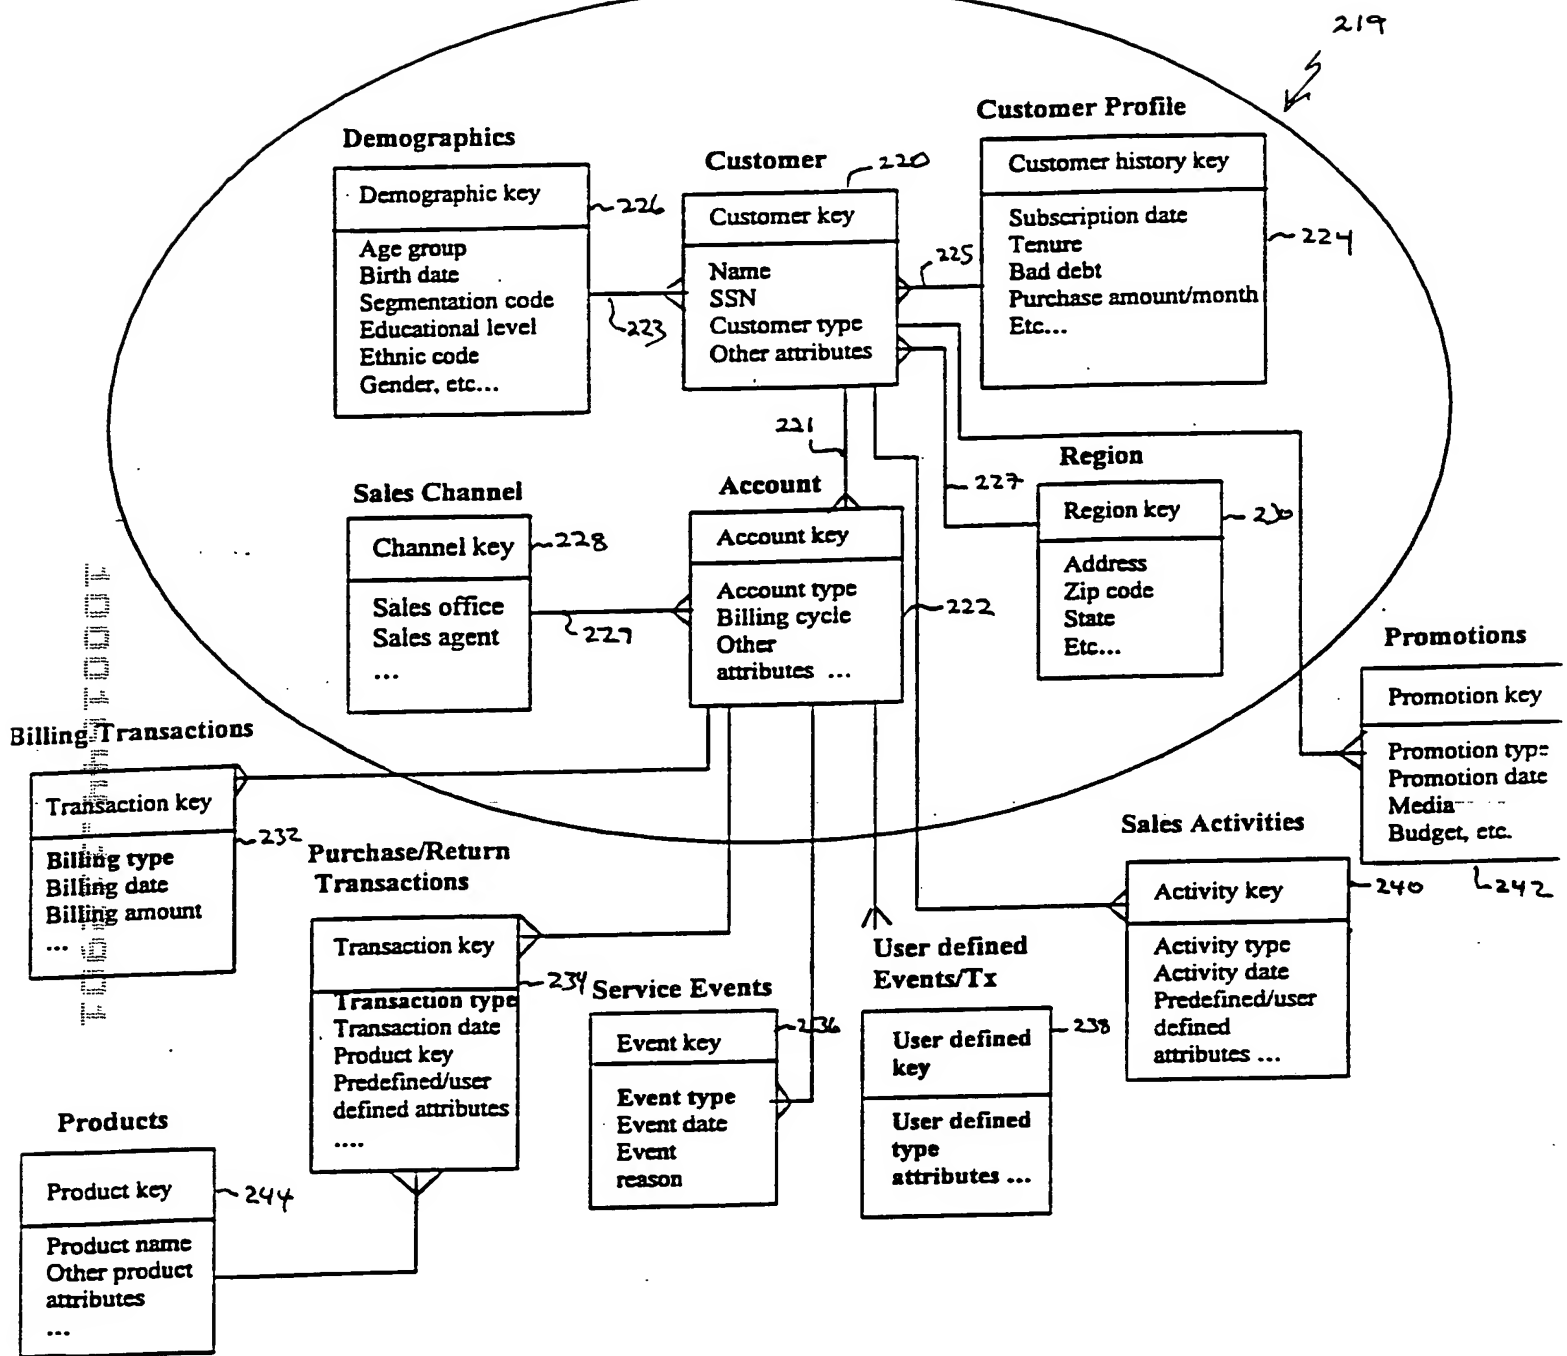 219
Customer Profile
Customer history key
Subscription date
Tenure
Bad debt
Purchase amount/month
Etc...
224
Demographics
Demographic key
226
Age group
Birth date
Segmentation code
Educational level
Ethnic code
Gender, etc...
223
Customer
220
Customer key
Name
SSN
Customer type
Other attributes
225
221
227
Sales Channel
Channel key
228
Sales office
Sales agent
...
229
Account
Account key
Account type
Billing cycle
Other
attributes ...
222
Region
Region key
230
Address
Zip code
State
Etc...
Promotions
Promotion key
Promotion type
Promotion date
Media
Budget, etc.
242
Billing Transactions
Transaction key
232
Billing type
Billing date
Billing amount
...
Purchase/Return
Transactions
Transaction key
234
Transaction type
Transaction date
Product key
Predefined/user
defined attributes
....
Service Events
Event key
236
Event type
Event date
Event
reason
User defined
Events/Tx
User defined
key
238
User defined
type
attributes ...
Sales Activities
Activity key
240
Activity type
Activity date
Predefined/user
defined
attributes ...
Products
Product key
244
Product name
Other product
attributes
...